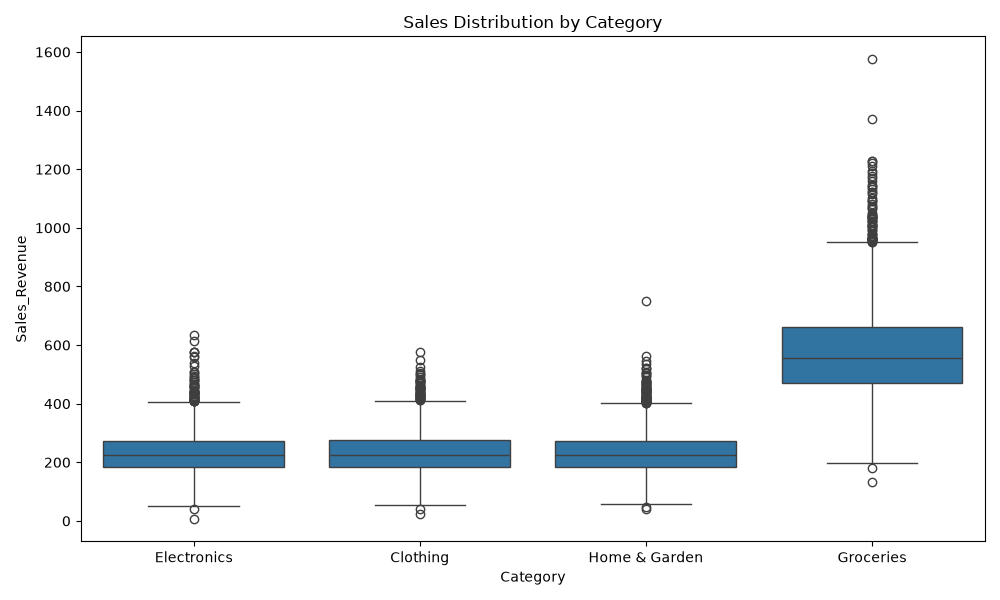 Sales Distribution by Category
Sales_Revenue
1600
1400
1200
1000
800
600
400
200
0
Electronics Clothing Home & Garden Groceries
Category